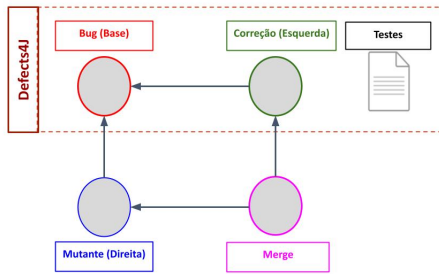 Defects4J
Bug (Base)
Correção (Esquerda)
Testes
Mutante (Direita)
Merge